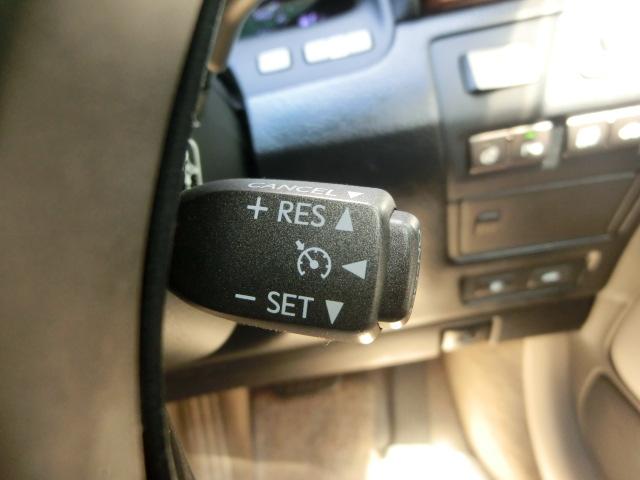 CANCEL ▼
+ RES ▲
◀
− SET ▼